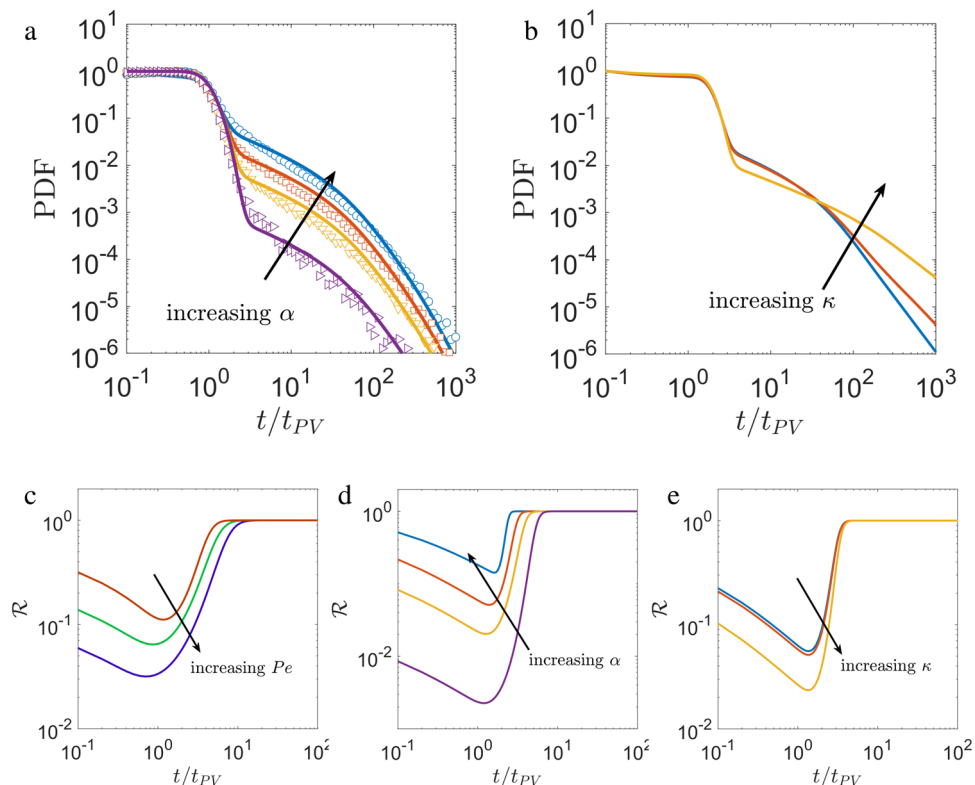 a
PDF
10^1
10^0
10^-1
10^-2
10^-3
10^-4
10^-5
10^-6
increasing α
10^-1 10^0 10^1 10^2 10^3
t/t_PV
b
PDF
10^1
10^0
10^-1
10^-2
10^-3
10^-4
10^-5
10^-6
increasing κ
10^-1 10^0 10^1 10^2 10^3
t/t_PV
c
ℛ
10^0
10^-1
10^-2
increasing Pe
10^-1 10^0 10^1 10^2
t/t_PV
d
ℛ
10^0
10^-2
increasing α
10^-1 10^0 10^1 10^2
t/t_PV
e
ℛ
10^0
10^-1
10^-2
increasing κ
10^-1 10^0 10^1 10^2
t/t_PV